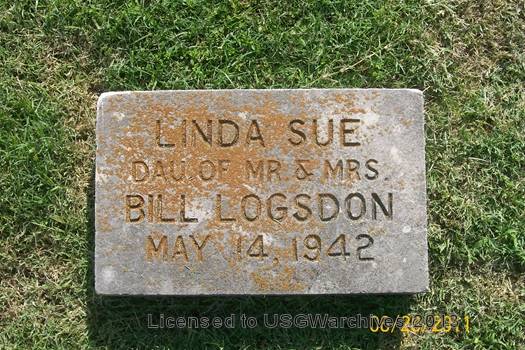 LINDA SUE
DAU. OF MR. & MRS.
BILL LOGSDON
MAY 14, 1942
Licensed to USGWarchives